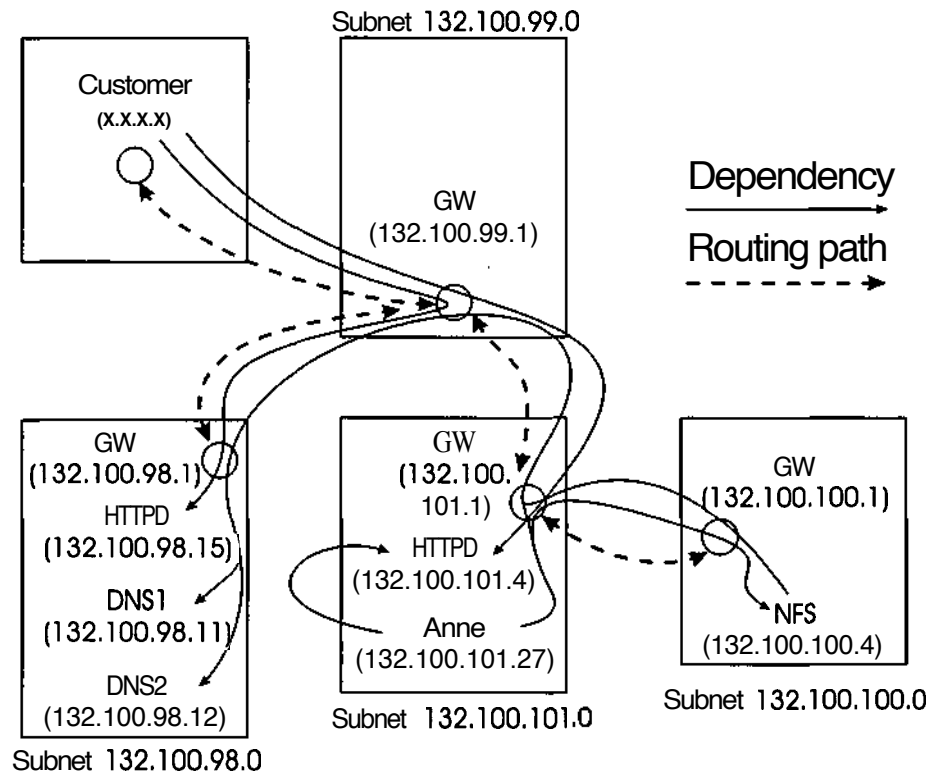 Subnet 132.100.99.0
Customer
(X.X.X.X)
GW
(132.100.99.1)
Dependency
Routing path
GW
(132.100.98.1)
HTTPD
(132.100.98.15)
DNS1
(132.100.98.11)
DNS2
(132.100.98.12)
Subnet 132.100.98.0
GW
(132.100.
101.1)
HTTPD
(132.100.101.4)
Anne
(132.100.101.27)
Subnet 132.100.101.0
GW
(132.100.100.1)
NFS
(132.100.100.4)
Subnet 132.100.100.0